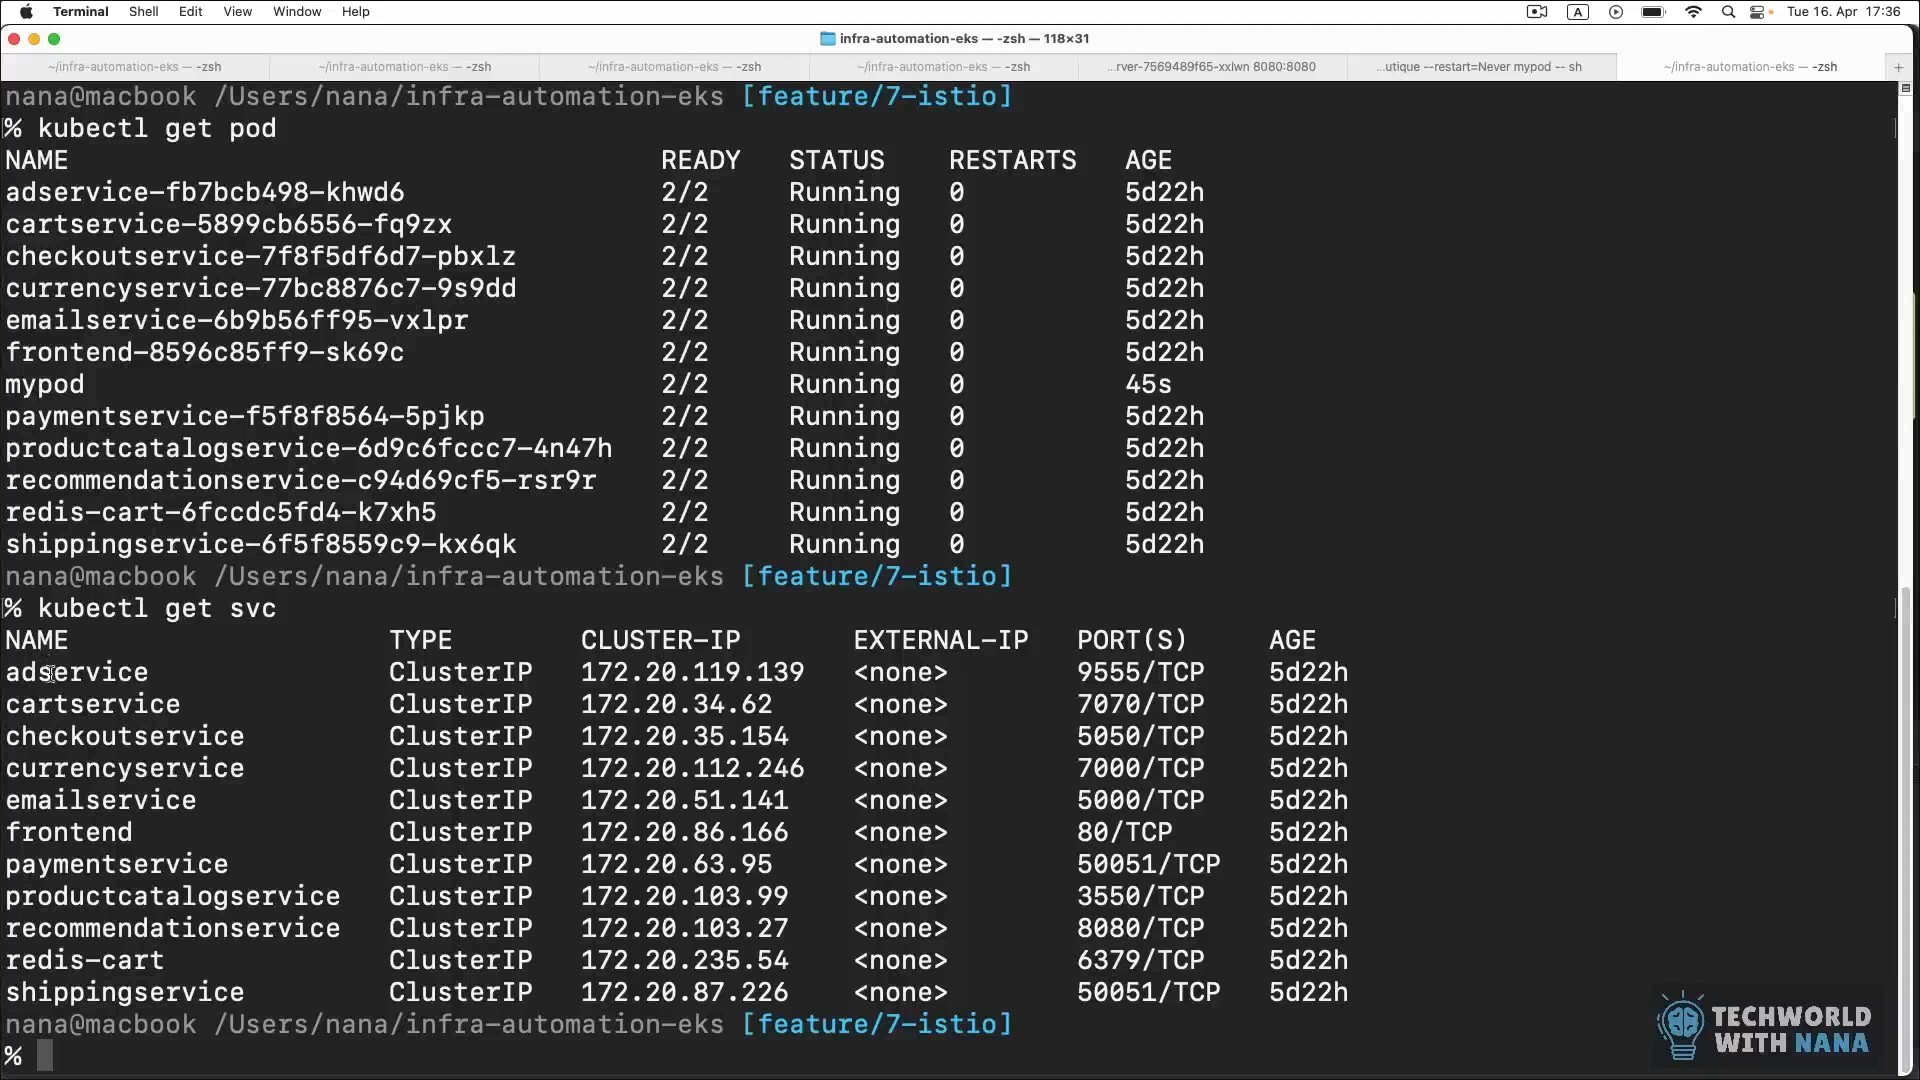 Terminal Shell Edit View Window Help Tue 16. Apr 17:36
infra-automation-eks — -zsh — 118×31
~/infra-automation-eks — -zsh ~/infra-automation-eks — -zsh ~/infra-automation-eks — -zsh ~/infra-automation-eks — -zsh ...rver-7569489f65-xxlwn 8080:8080 ...utique --restart=Never mypod -- sh ~/infra-automation-eks — -zsh +
nana@macbook /Users/nana/infra-automation-eks [feature/7-istio]
% kubectl get pod
NAME READY STATUS RESTARTS AGE
adservice-fb7bcb498-khwd6 2/2 Running 0 5d22h
cartservice-5899cb6556-fq9zx 2/2 Running 0 5d22h
checkoutservice-7f8f5df6d7-pbxlz 2/2 Running 0 5d22h
currencyservice-77bc8876c7-9s9dd 2/2 Running 0 5d22h
emailservice-6b9b56ff95-vxlpr 2/2 Running 0 5d22h
frontend-8596c85ff9-sk69c 2/2 Running 0 5d22h
mypod 2/2 Running 0 45s
paymentservice-f5f8f8564-5pjkp 2/2 Running 0 5d22h
productcatalogservice-6d9c6fccc7-4n47h 2/2 Running 0 5d22h
recommendationservice-c94d69cf5-rsr9r 2/2 Running 0 5d22h
redis-cart-6fccdc5fd4-k7xh5 2/2 Running 0 5d22h
shippingservice-6f5f8559c9-kx6qk 2/2 Running 0 5d22h
nana@macbook /Users/nana/infra-automation-eks [feature/7-istio]
% kubectl get svc
NAME TYPE CLUSTER-IP EXTERNAL-IP PORT(S) AGE
adservice ClusterIP 172.20.119.139 <none> 9555/TCP 5d22h
cartservice ClusterIP 172.20.34.62 <none> 7070/TCP 5d22h
checkoutservice ClusterIP 172.20.35.154 <none> 5050/TCP 5d22h
currencyservice ClusterIP 172.20.112.246 <none> 7000/TCP 5d22h
emailservice ClusterIP 172.20.51.141 <none> 5000/TCP 5d22h
frontend ClusterIP 172.20.86.166 <none> 80/TCP 5d22h
paymentservice ClusterIP 172.20.63.95 <none> 50051/TCP 5d22h
productcatalogservice ClusterIP 172.20.103.99 <none> 3550/TCP 5d22h
recommendationservice ClusterIP 172.20.103.27 <none> 8080/TCP 5d22h
redis-cart ClusterIP 172.20.235.54 <none> 6379/TCP 5d22h
shippingservice ClusterIP 172.20.87.226 <none> 50051/TCP 5d22h
nana@macbook /Users/nana/infra-automation-eks [feature/7-istio]
%
TECHWORLD
WITH NANA